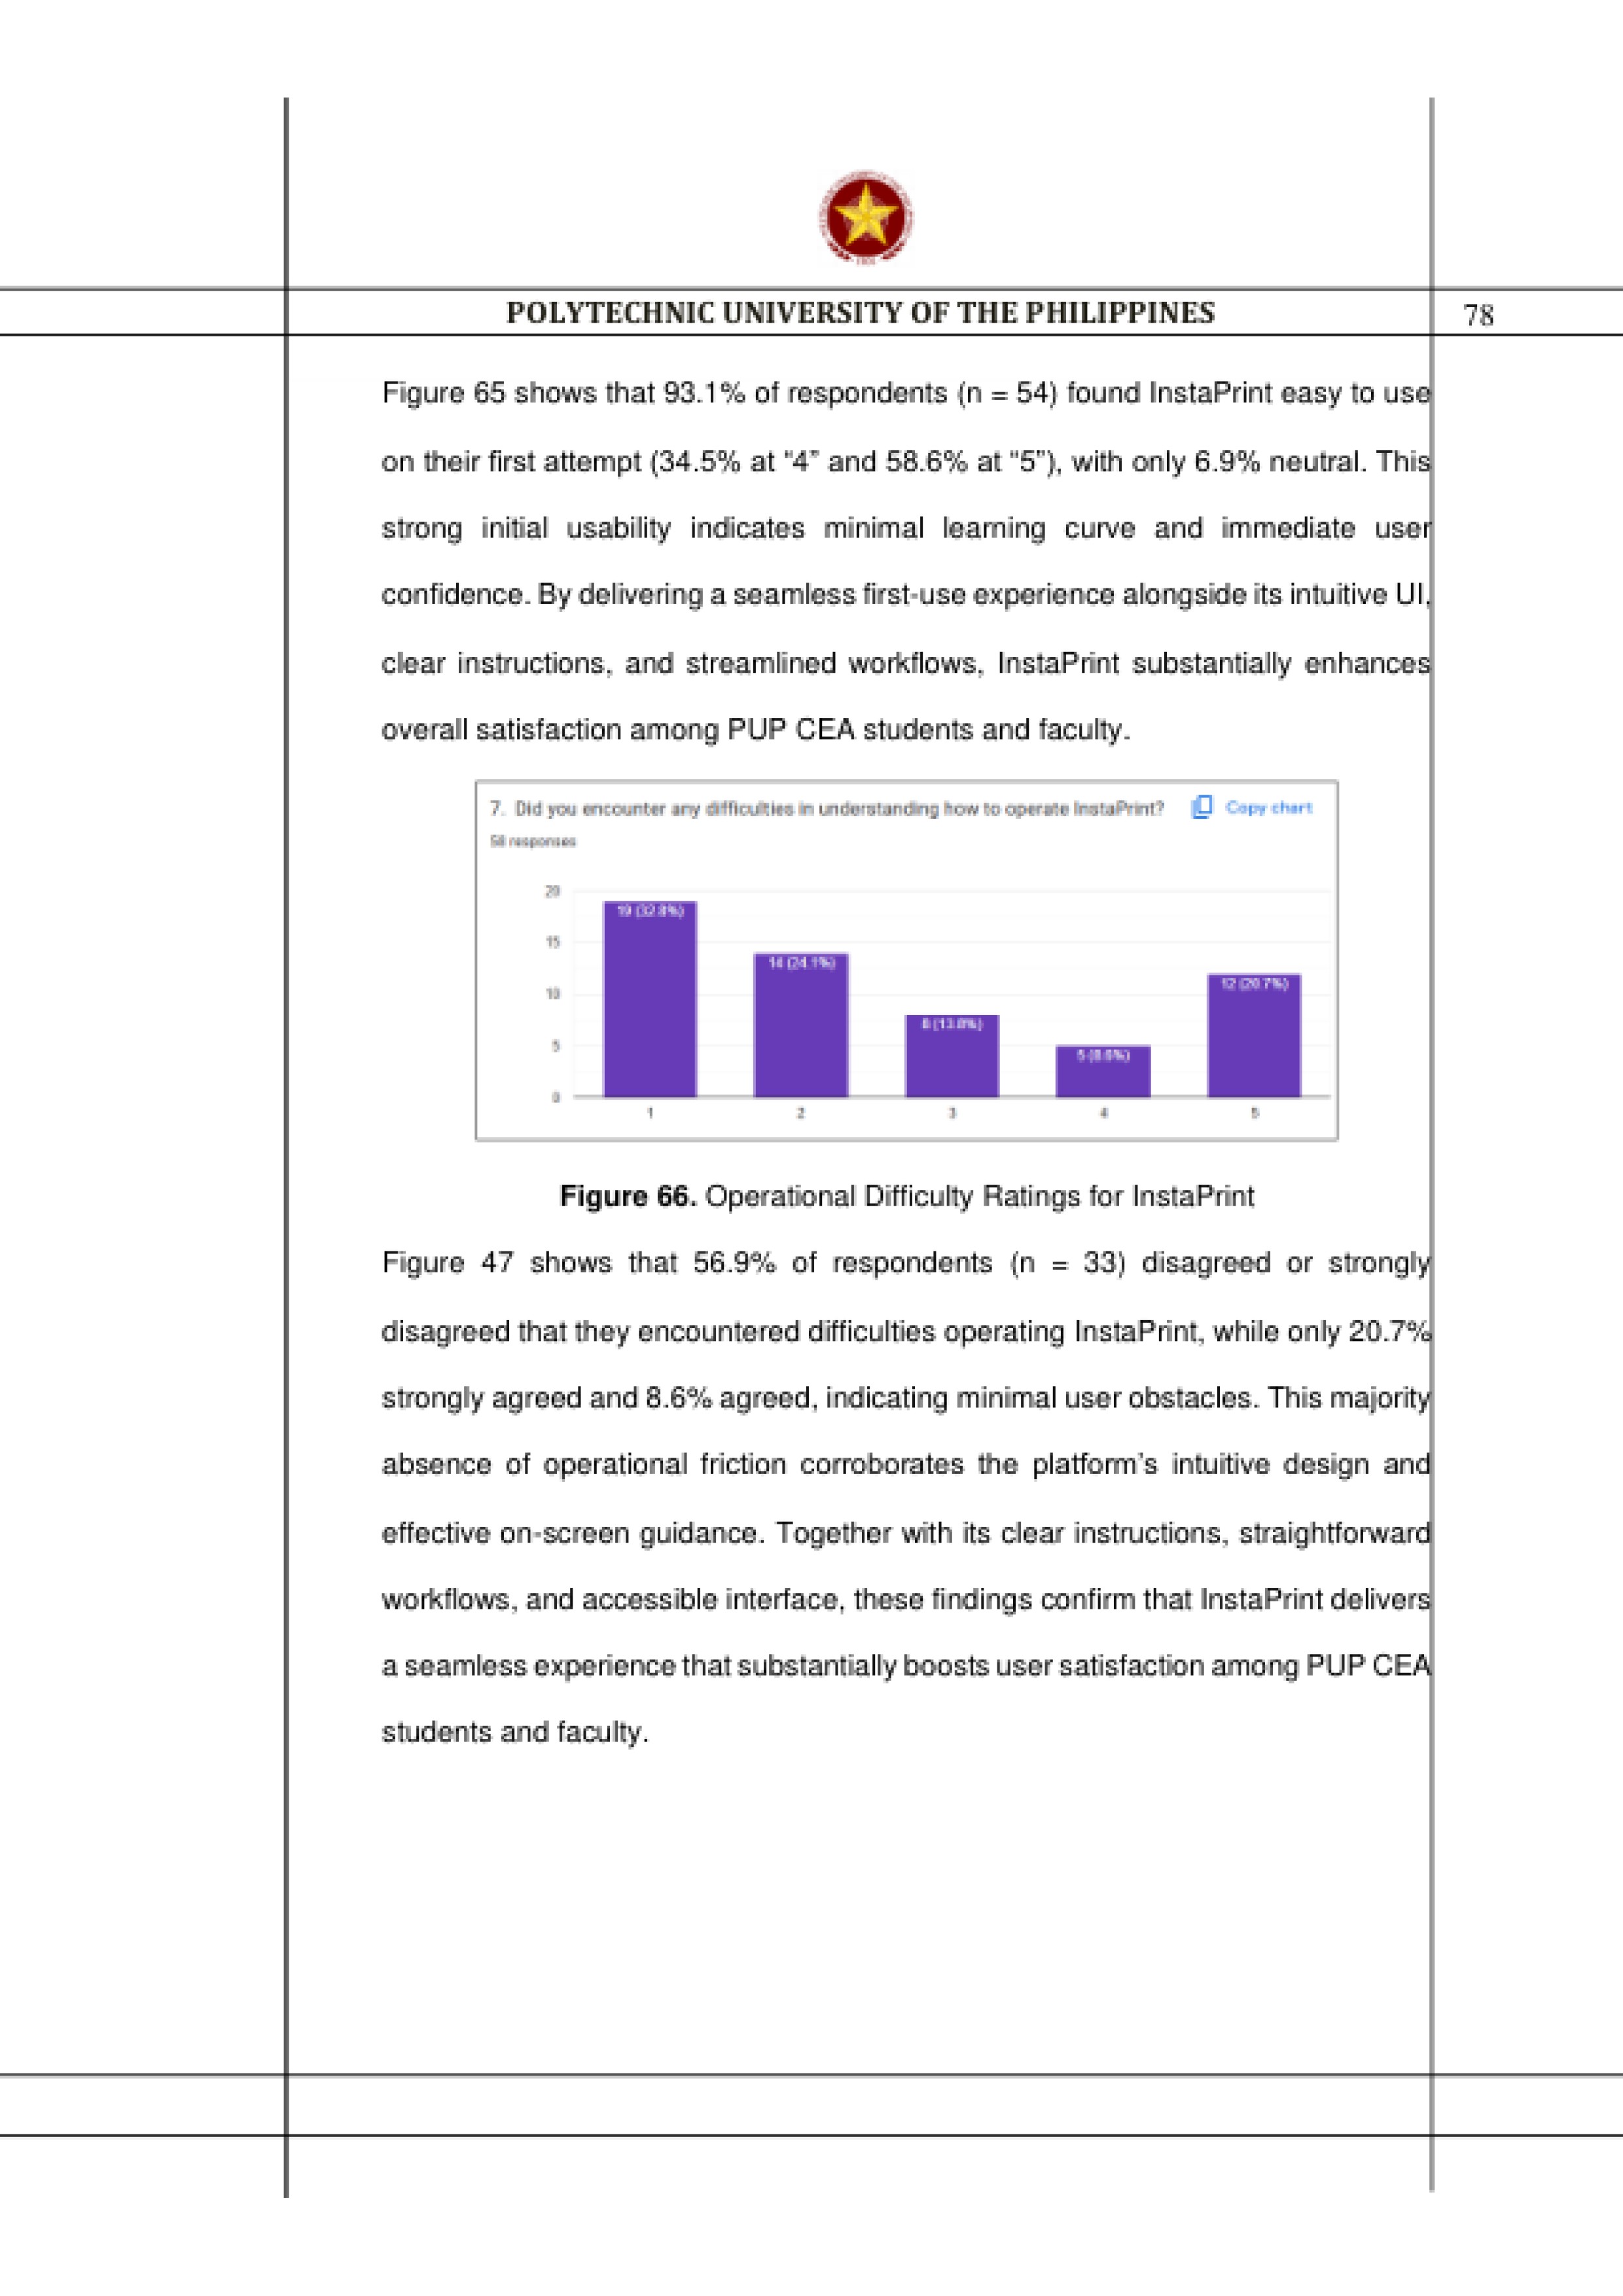 POLYTECHNIC UNIVERSITY OF THE PHILIPPINES
78
Figure 65 shows that 93.1% of respondents (n = 54) found InstaPrint easy to use
on their first attempt (34.5% at “4” and 58.6% at “5”), with only 6.9% neutral. This
strong initial usability indicates minimal learning curve and immediate user
confidence. By delivering a seamless first-use experience alongside its intuitive UI,
clear instructions, and streamlined workflows, InstaPrint substantially enhances
overall satisfaction among PUP CEA students and faculty.
7. Did you encounter any difficulties in understanding how to operate InstaPrint?
Copy chart
58 responses
20
15
10
5
0
19 (32.8%)
14 (24.1%)
8 (13.8%)
5 (8.6%)
12 (20.7%)
1
2
3
4
5
Figure 66. Operational Difficulty Ratings for InstaPrint
Figure 47 shows that 56.9% of respondents (n = 33) disagreed or strongly
disagreed that they encountered difficulties operating InstaPrint, while only 20.7%
strongly agreed and 8.6% agreed, indicating minimal user obstacles. This majority
absence of operational friction corroborates the platform’s intuitive design and
effective on-screen guidance. Together with its clear instructions, straightforward
workflows, and accessible interface, these findings confirm that InstaPrint delivers
a seamless experience that substantially boosts user satisfaction among PUP CEA
students and faculty.